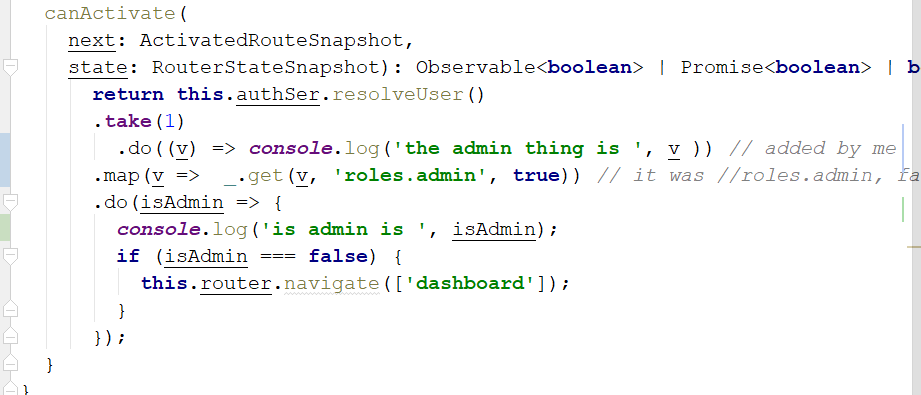 canActivate(
next: ActivatedRouteSnapshot,
state: RouterStateSnapshot): Observable<boolean> | Promise<boolean> | b
return this.authSer.resolveUser()
.take(1)
.do((v) => console.log('the admin thing is ', v )) // added by me
.map(v =>  _.get(v, 'roles.admin', true)) // it was //roles.admin, fa
.do(isAdmin => {
console.log('is admin is ', isAdmin);
if (isAdmin === false) {
this.router.navigate(['dashboard']);
}
});
}
}